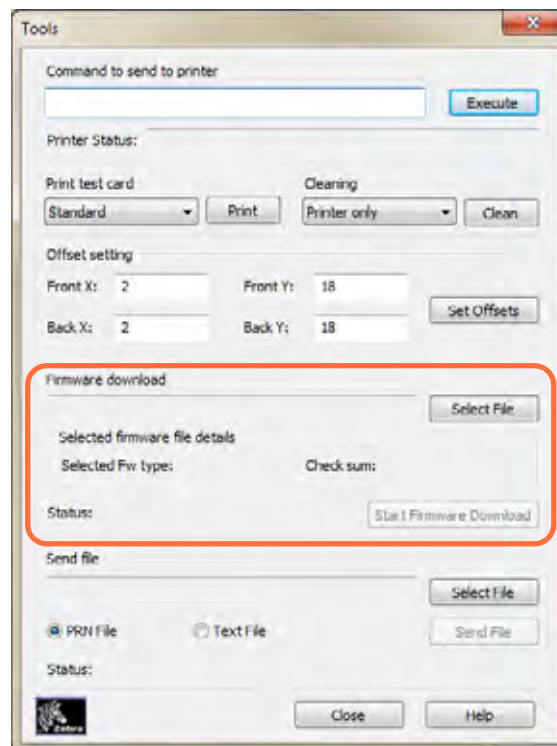 Tools
Command to send to printer
Execute
Printer Status:
Print test card
Cleaning
Standard
Print
Printer only
Clean
Offset setting
Front X: 2 Front Y: 18
Set Offsets
Back X: 2 Back Y: 18
Firmware download
Select File
Selected firmware file details
Selected Fw type: Check sum:
Status:
Start Firmware Download
Send file
Select File
PRN File Text File
Send File
Status:
Zebra
Close
Help